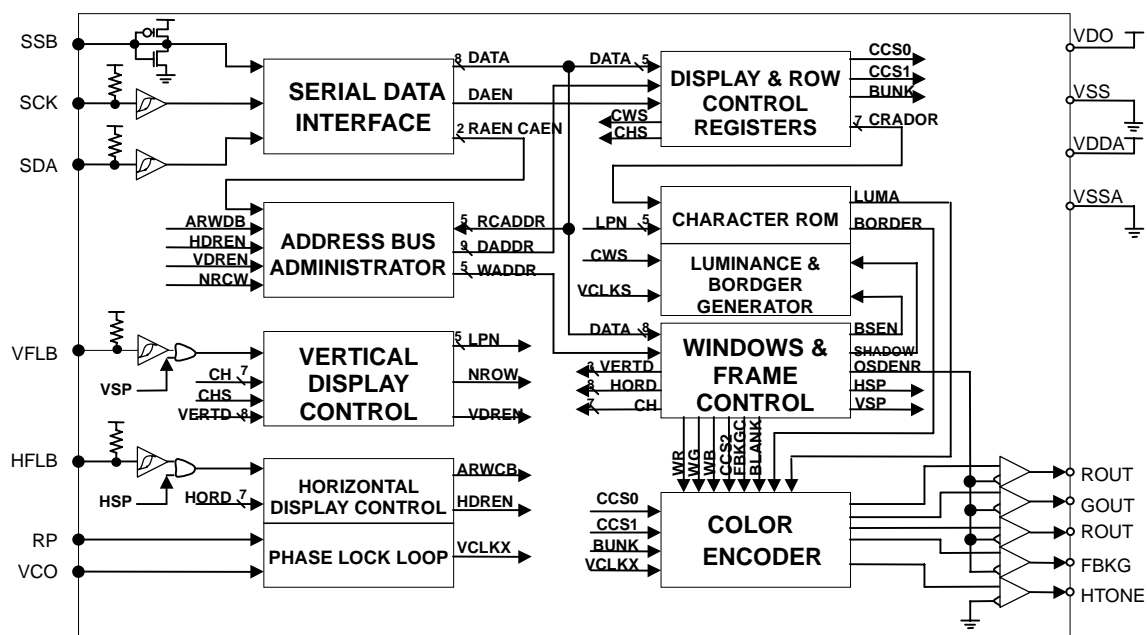 SSB
SCK
SDA
SERIAL DATA
INTERFACE
8 DATA
DAEN
2 RAEN CAEN
DATA 5
DISPLAY & ROW
CONTROL
REGISTERS
CCS0
CCS1
BUNK
7 CRADOR
CWS
CHS
VDO
VSS
VDDA
VSSA
ARWDB
HDREN
VDREN
NRCW
ADDRESS BUS
ADMINISTRATOR
5 RCADDR
9 DADDR
5 WADDR
LPN 5
CWS
VCLKS
CHARACTER ROM
LUMINANCE &
BORDGER
GENERATOR
LUMA
BORDER
VFLB
VSP
CH 7
CHS
VERTD 8
VERTICAL
DISPLAY
CONTROL
5 LPN
NROW
VDREN
DATA 8
WINDOWS &
FRAME
CONTROL
BSEN
SHADOW
OSDENR
HSP
VSP
8 VERTD
8 HORD
7 CH
WR
WG
WB
CCS2
FBKGC
BLANK
HFLB
HSP
HORD 7
HORIZONTAL
DISPLAY CONTROL
ARWCB
HDREN
RP
VCO
PHASE LOCK LOOP
VCLKX
CCS0
CCS1
BUNK
VCLKX
COLOR
ENCODER
ROUT
GOUT
ROUT
FBKG
HTONE